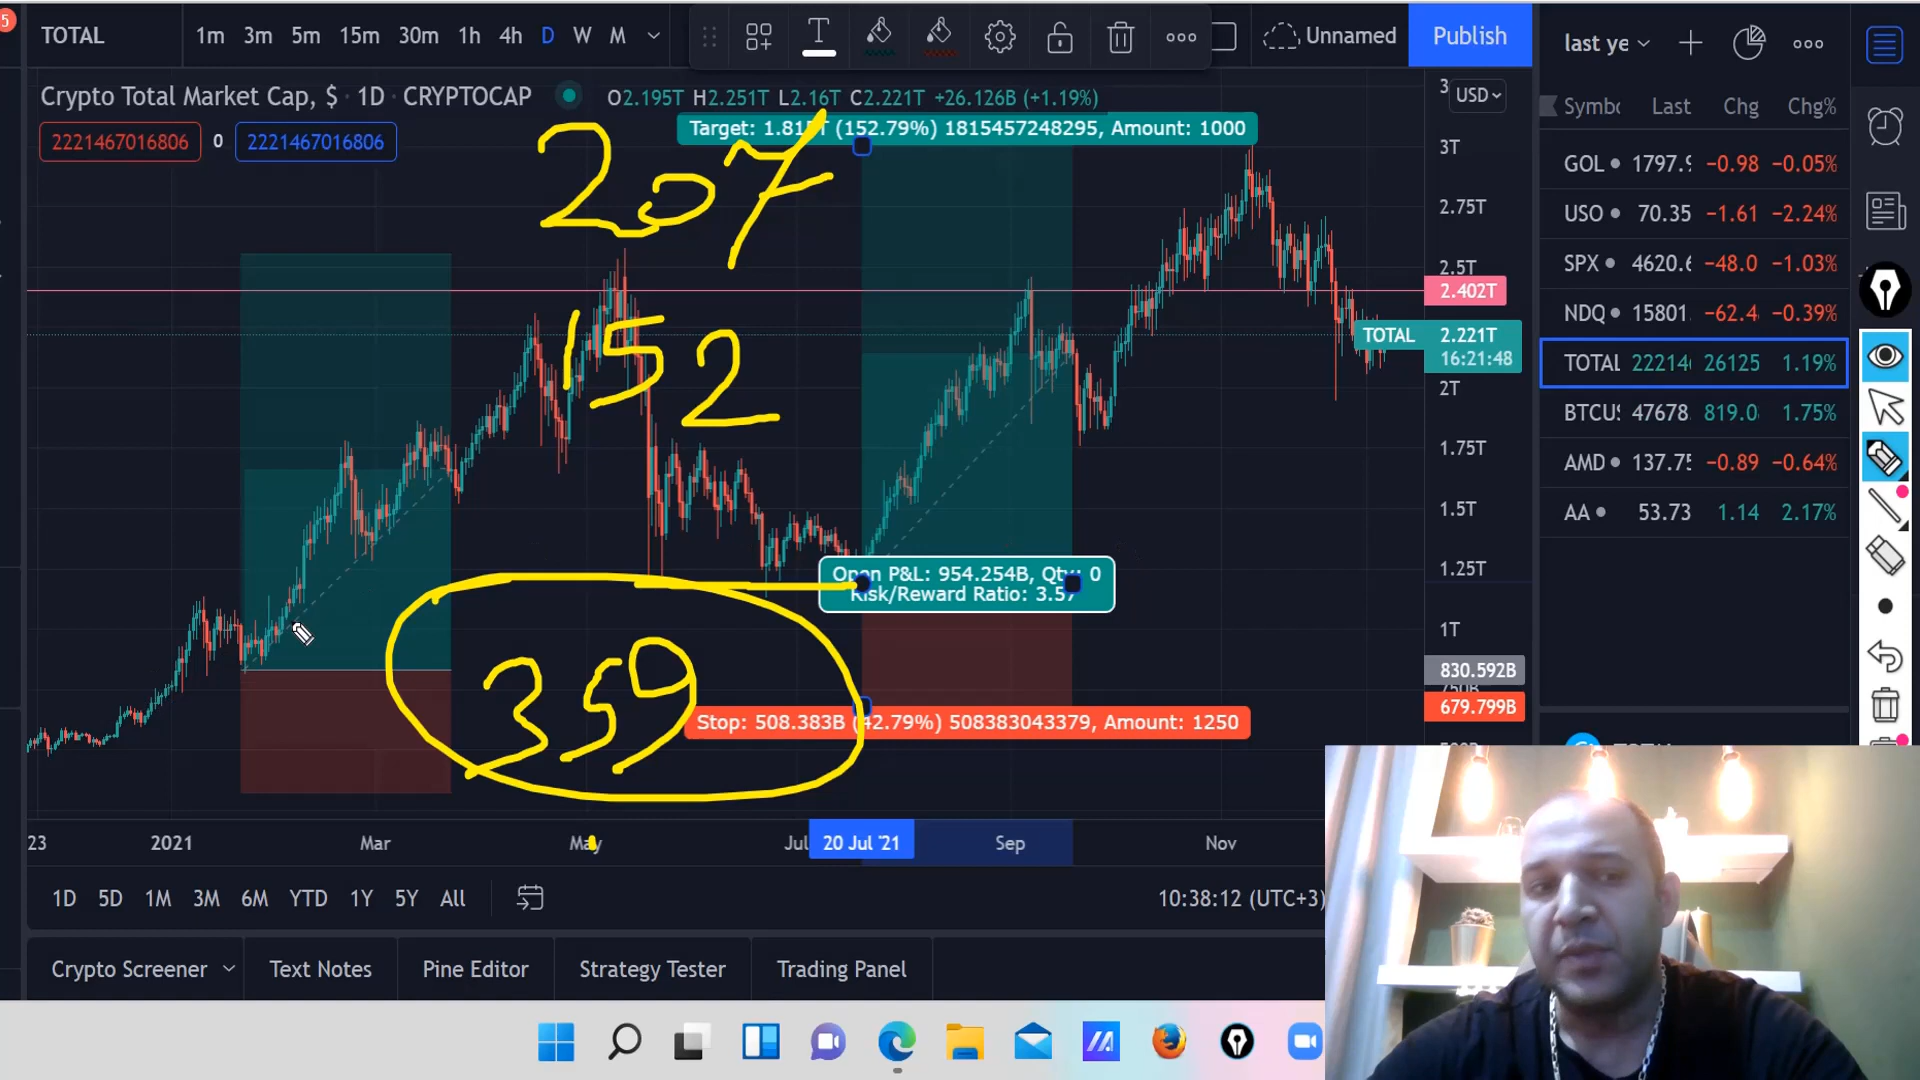 5
TOTAL 1m 3m 5m 15m 30m 1h 4h D W M T Unnamed Publish last ye
Crypto Total Market Cap, $ · 1D · CRYPTOCAP O2.195T H2.251T L2.16T C2.221T +26.126B (+1.19%)
USD
2221467016806 0 2221467016806
Target: 1.815T (152.79%) 1815457248295, Amount: 1000
207
152
359
Open P&L: 954.254B, Qty: 0
Risk/Reward Ratio: 3.57
Stop: 508.383B (42.79%) 508383043379, Amount: 1250
3T
2.75T
2.5T
2.402T
TOTAL 2.221T
16:21:48
2T
1.75T
1.5T
1.25T
1T
830.592B
750B
679.799B
Last Chg Chg%
GOL 1797.9 −0.98 −0.05%
USO 70.35 −1.61 −2.24%
SPX 4620.6 −48.0 −1.03%
NDQ 15801. −62.4 −0.39%
TOTAL 22214 26125 1.19%
BTCUS 47678. 819.0 1.75%
AMD 137.75 −0.89 −0.64%
AA 53.73 1.14 2.17%
23 2021 Mar May Jul 20 Jul '21 Sep Nov
1D 5D 1M 3M 6M YTD 1Y 5Y All 10:38:12 (UTC+3)
Crypto Screener Text Notes Pine Editor Strategy Tester Trading Panel